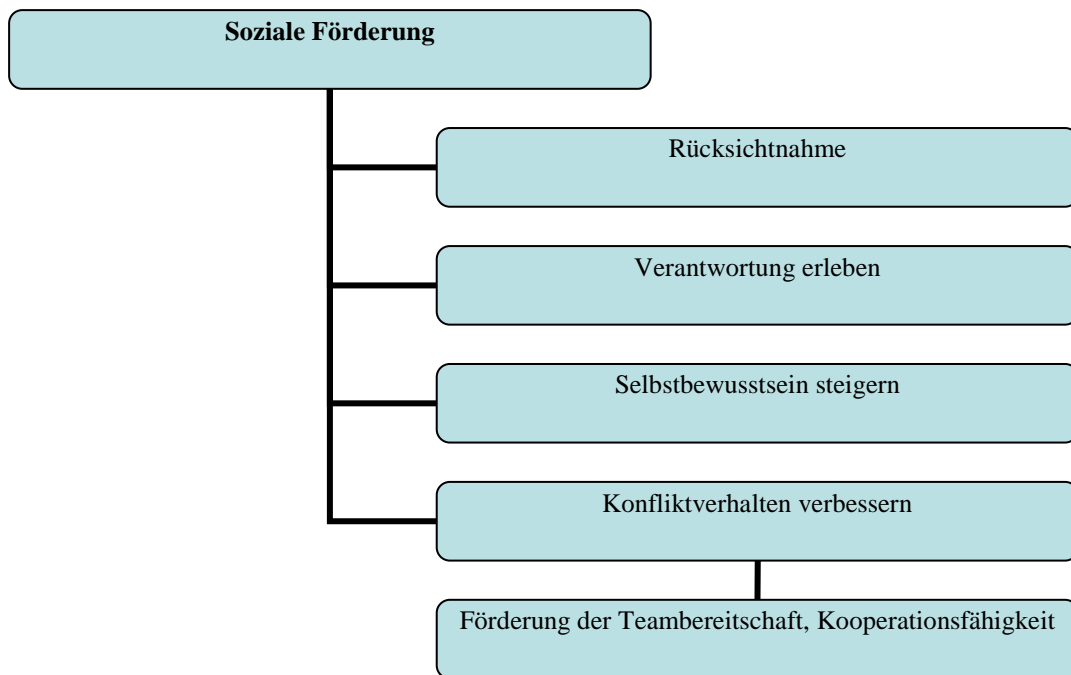 Soziale Förderung
Rücksichtnahme
Verantwortung erleben
Selbstbewusstsein steigern
Konfliktverhalten verbessern
Förderung der Teambereitschaft, Kooperationsfähigkeit